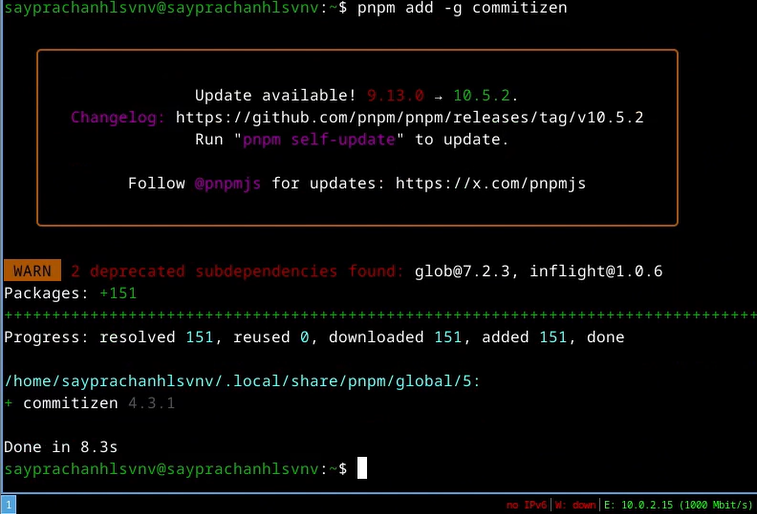 sayprachanhlsvnv@sayprachanhlsvnv:~$ pnpm add -g commitizen
Update available! 9.13.0 → 10.5.2.
Changelog: https://github.com/pnpm/pnpm/releases/tag/v10.5.2
Run "pnpm self-update" to update.
Follow @pnpmjs for updates: https://x.com/pnpmjs
WARN 2 deprecated subdependencies found: glob@7.2.3, inflight@1.0.6
Packages: +151
+++++++++++++++++++++++++++++++++++++++++++++++++++++++++++++++++++++++++++++++
Progress: resolved 151, reused 0, downloaded 151, added 151, done
/home/sayprachanhlsvnv/.local/share/pnpm/global/5:
+ commitizen 4.3.1
Done in 8.3s
sayprachanhlsvnv@sayprachanhlsvnv:~$
1 no IPv6|W: down|E: 10.0.2.15 (1000 Mbit/s)